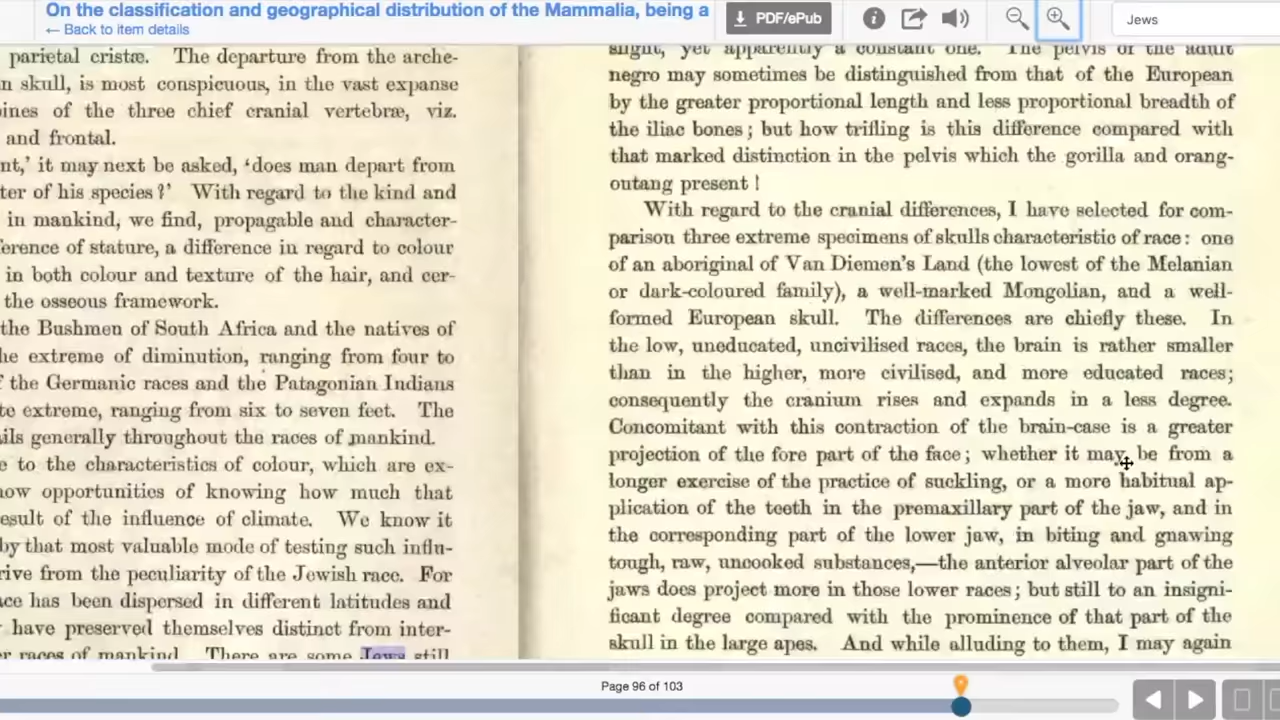 On the classification and geographical distribution of the Mammalia, being a
← Back to item details
PDF/ePub
Jews
parietal cristæ. The departure from the arche-
n skull, is most conspicuous, in the vast expanse
ines of the three chief cranial vertebræ, viz.
and frontal.
nt,' it may next be asked, 'does man depart from
ter of his species?' With regard to the kind and
in mankind, we find, propagable and character-
ference of stature, a difference in regard to colour
in both colour and texture of the hair, and cer-
the osseous framework.
the Bushmen of South Africa and the natives of
he extreme of diminution, ranging from four to
f the Germanic races and the Patagonian Indians
te extreme, ranging from six to seven feet. The
ils generally throughout the races of mankind.
e to the characteristics of colour, which are ex-
now opportunities of knowing how much that
esult of the influence of climate. We know it
by that most valuable mode of testing such influ-
rive from the peculiarity of the Jewish race. For
ce has been dispersed in different latitudes and
have preserved themselves distinct from inter-
r races of mankind. There are some Jews still
slight, yet apparently a constant one. The pelvis of the adult
negro may sometimes be distinguished from that of the European
by the greater proportional length and less proportional breadth of
the iliac bones; but how trifling is this difference compared with
that marked distinction in the pelvis which the gorilla and orang-
outang present!
With regard to the cranial differences, I have selected for com-
parison three extreme specimens of skulls characteristic of race: one
of an aboriginal of Van Diemen's Land (the lowest of the Melanian
or dark-coloured family), a well-marked Mongolian, and a well-
formed European skull. The differences are chiefly these. In
the low, uneducated, uncivilised races, the brain is rather smaller
than in the higher, more civilised, and more educated races;
consequently the cranium rises and expands in a less degree.
Concomitant with this contraction of the brain-case is a greater
projection of the fore part of the face; whether it may be from a
longer exercise of the practice of suckling, or a more habitual ap-
plication of the teeth in the premaxillary part of the jaw, and in
the corresponding part of the lower jaw, in biting and gnawing
tough, raw, uncooked substances,—the anterior alveolar part of the
jaws does project more in those lower races; but still to an insigni-
ficant degree compared with the prominence of that part of the
skull in the large apes. And while alluding to them, I may again
Page 96 of 103